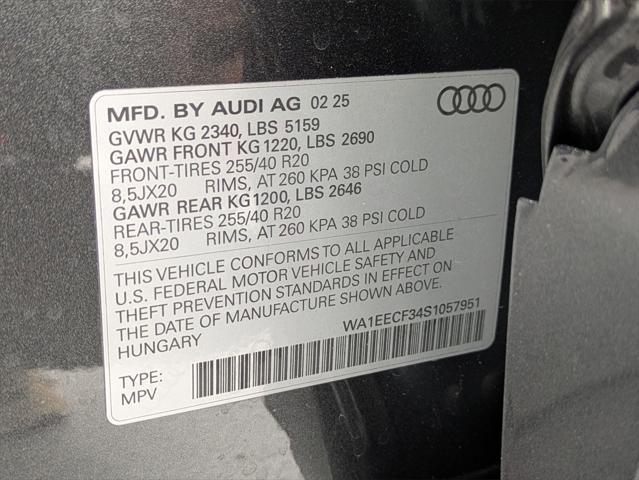 MFD. BY AUDI AG 02 25
GVWR KG 2340, LBS 5159
GAWR FRONT KG 1220, LBS 2690
FRONT-TIRES 255/40 R20
8,5JX20 RIMS, AT 260 KPA 38 PSI COLD
GAWR REAR KG 1200, LBS 2646
REAR-TIRES 255/40 R20
8,5JX20 RIMS, AT 260 KPA 38 PSI COLD
THIS VEHICLE CONFORMS TO ALL APPLICABLE
U.S. FEDERAL MOTOR VEHICLE SAFETY AND
THEFT PREVENTION STANDARDS IN EFFECT ON
THE DATE OF MANUFACTURE SHOWN ABOVE.
HUNGARY WA1EECF34S1057951
TYPE:
MPV